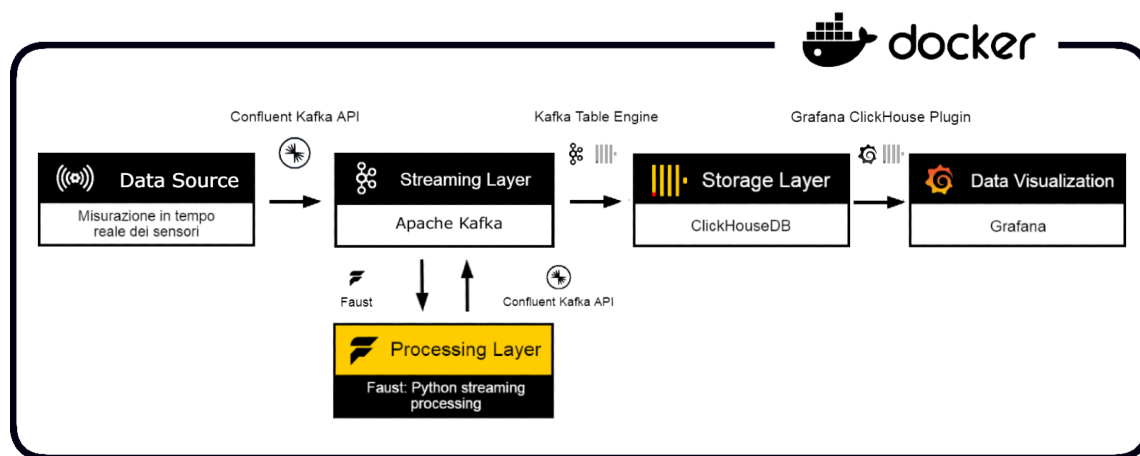 docker
Confluent Kafka API
Kafka Table Engine
Grafana ClickHouse Plugin
Data Source
Misurazione in tempo
reale dei sensori
Streaming Layer
Apache Kafka
Storage Layer
ClickHouseDB
Data Visualization
Grafana
Faust
Confluent Kafka API
Processing Layer
Faust: Python streaming
processing